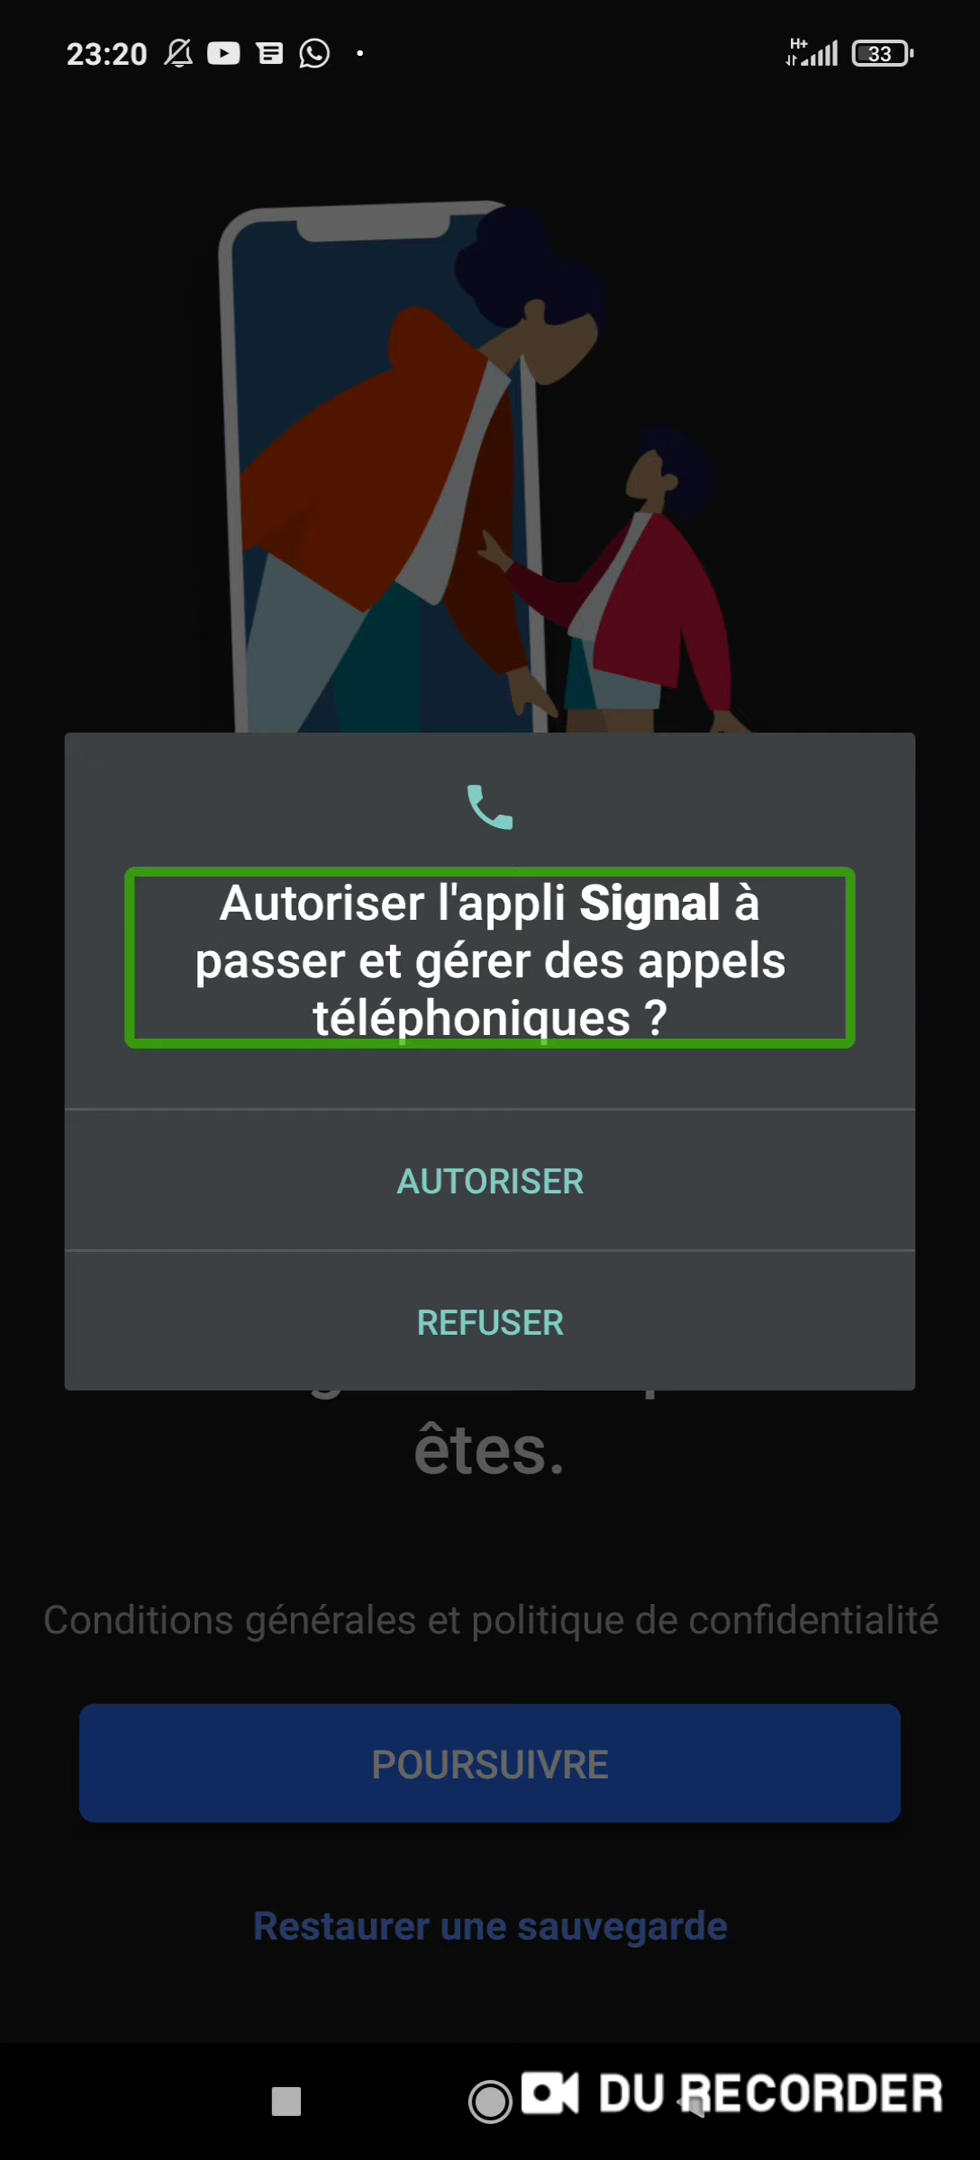 23:20
H+
33
Autoriser l'appli Signal à
passer et gérer des appels
téléphoniques ?
AUTORISER
REFUSER
êtes.
Conditions générales et politique de confidentialité
POURSUIVRE
Restaurer une sauvegarde
DU RECORDER